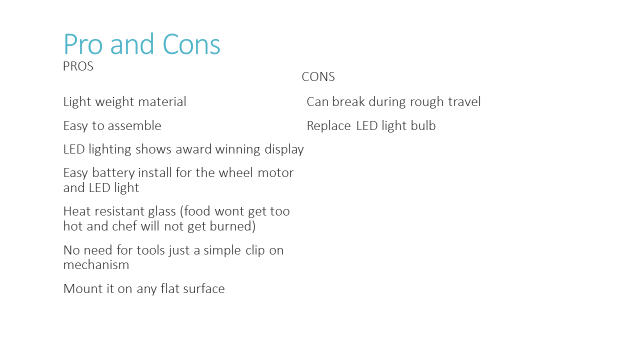 Pro and Cons
PROS
Light weight material
Easy to assemble
LED lighting shows award winning display
Easy battery install for the wheel motor
and LED light
Heat resistant glass (food wont get too
hot and chef will not get burned)
No need for tools just a simple clip on
mechanism
Mount it on any flat surface
CONS
Can break during rough travel
Replace LED light bulb